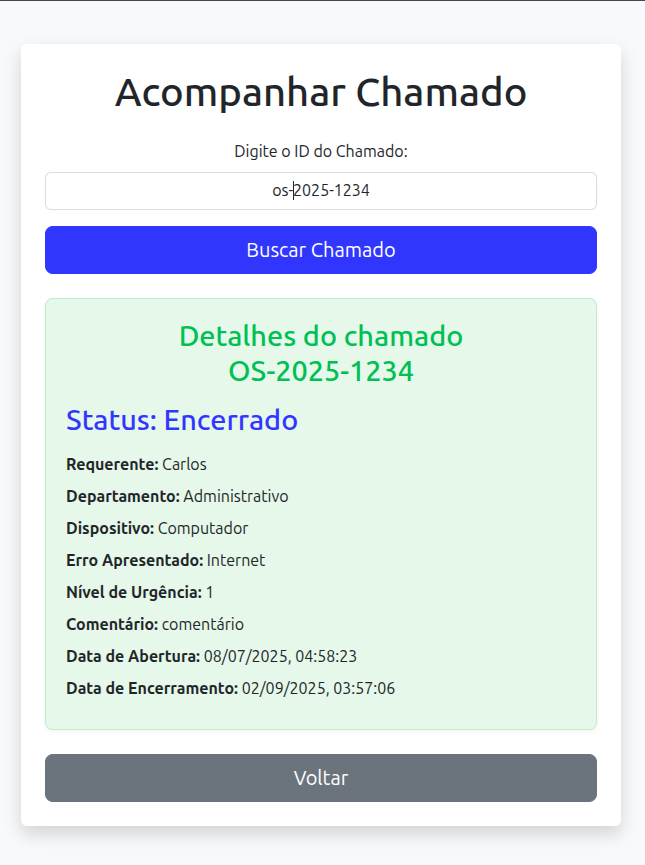 Acompanhar Chamado
Digite o ID do Chamado:
os-2025-1234
Buscar Chamado
Detalhes do chamado
OS-2025-1234
Status: Encerrado
Requerente: Carlos
Departamento: Administrativo
Dispositivo: Computador
Erro Apresentado: Internet
Nível de Urgência: 1
Comentário: comentário
Data de Abertura: 08/07/2025, 04:58:23
Data de Encerramento: 02/09/2025, 03:57:06
Voltar